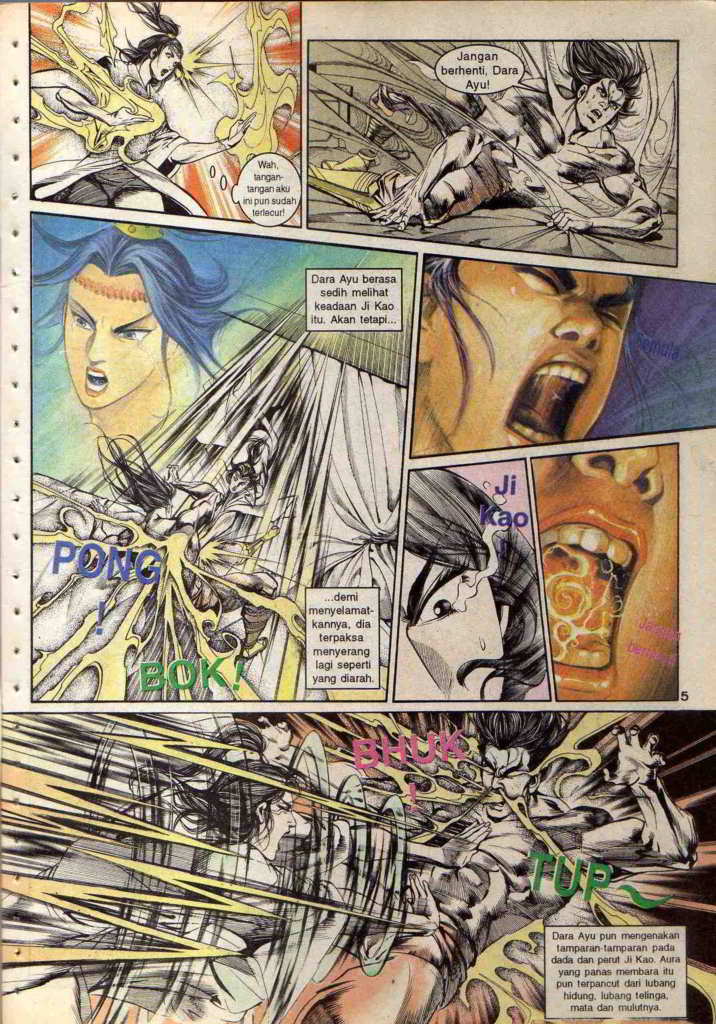 Wah,
tangan-
tangan aku
ini pun sudah
terlecur!
Jangan
berhenti, Dara
Ayu!
Dara Ayu berasa
sedih melihat
keadaan Ji Kao
itu. Akan tetapi...
PONG
!
BOK!
...demi
menyelamat-
kannya, dia
terpaksa
menyerang
lagi seperti
yang diarah.
Ji
Kao
!
5
BHUK
!
TUP
Dara Ayu pun mengenakan
tamparan-tamparan pada
dada dan perut Ji Kao. Aura
yang panas membara itu
pun terpancut dari lubang
hidung, lubang telinga,
mata dan mulutnya.